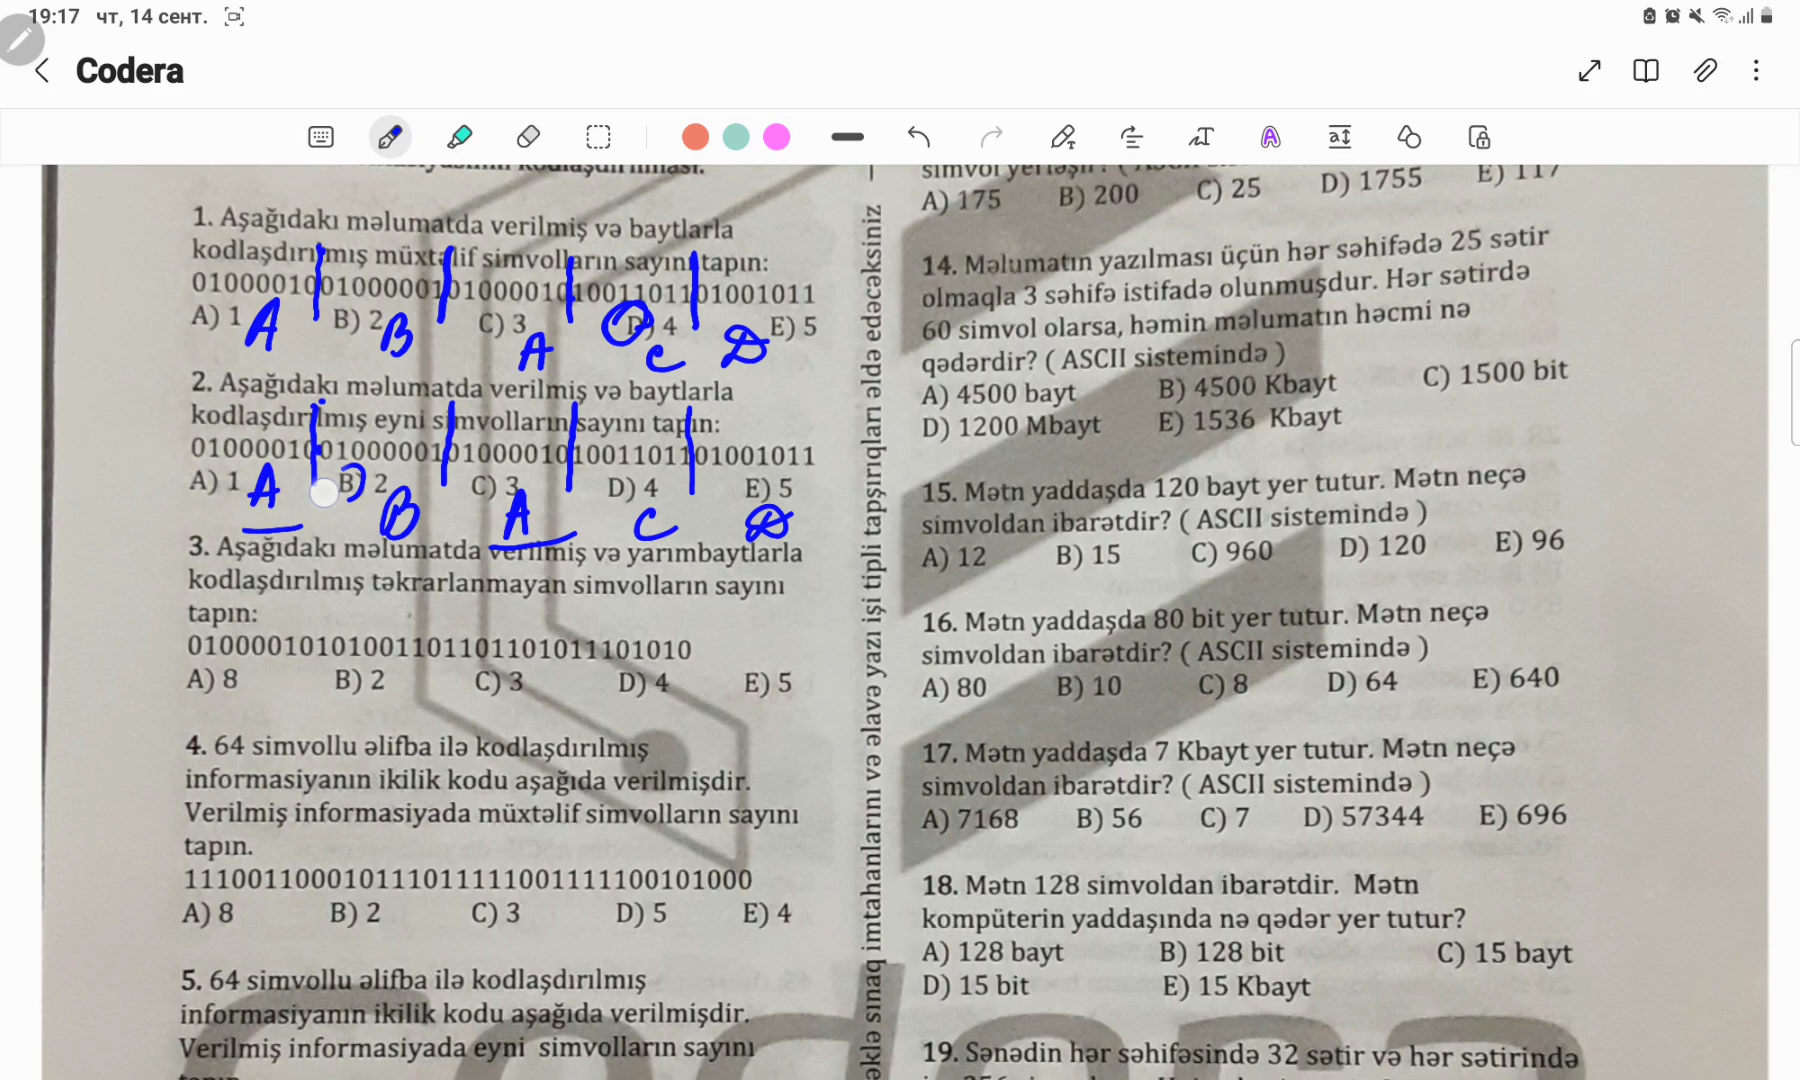 19:17 чт, 14 сент.
Codera
1. Aşağıdakı məlumatda verilmiş və baytlarla
kodlaşdırılmış müxtəlif simvolların sayını tapın:
0100001001000001010000101001101101001011
A) 1 B) 2 C) 3 D) 4 E) 5
A B A C D
2. Aşağıdakı məlumatda verilmiş və baytlarla
kodlaşdırılmış eyni simvolların sayını tapın:
0100001001000001010000101001101101001011
A) 1 B) 2 C) 3 D) 4 E) 5
A B A C D
3. Aşağıdakı məlumatda verilmiş və yarımbaytlarla
kodlaşdırılmış təkrarlanmayan simvolların sayını
tapın:
01000010101001101101101011101010
A) 8 B) 2 C) 3 D) 4 E) 5
4. 64 simvollu əlifba ilə kodlaşdırılmış
informasiyanın ikilik kodu aşağıda verilmişdir.
Verilmiş informasiyada müxtəlif simvolların sayını
tapın.
111001100010111011111001111100101000
A) 8 B) 2 C) 3 D) 5 E) 4
5. 64 simvollu əlifba ilə kodlaşdırılmış
informasiyanın ikilik kodu aşağıda verilmişdir.
Verilmiş informasiyada eyni simvolların sayını
əklə sınaq imtahanlarını və əlavə yazı işi tipli tapşırıqları əldə edəcəksiniz
simvol yerləşir?
A) 175 B) 200 C) 25 D) 1755 E) 117
14. Məlumatın yazılması üçün hər səhifədə 25 sətir
olmaqla 3 səhifə istifadə olunmuşdur. Hər sətirdə
60 simvol olarsa, həmin məlumatın həcmi nə
qədərdir? ( ASCII sistemində )
A) 4500 bayt B) 4500 Kbayt C) 1500 bit
D) 1200 Mbayt E) 1536 Kbayt
15. Mətn yaddaşda 120 bayt yer tutur. Mətn neçə
simvoldan ibarətdir? ( ASCII sistemində )
A) 12 B) 15 C) 960 D) 120 E) 96
16. Mətn yaddaşda 80 bit yer tutur. Mətn neçə
simvoldan ibarətdir? ( ASCII sistemində )
A) 80 B) 10 C) 8 D) 64 E) 640
17. Mətn yaddaşda 7 Kbayt yer tutur. Mətn neçə
simvoldan ibarətdir? ( ASCII sistemində )
A) 7168 B) 56 C) 7 D) 57344 E) 696
18. Mətn 128 simvoldan ibarətdir. Mətn
kompüterin yaddaşında nə qədər yer tutur?
A) 128 bayt B) 128 bit C) 15 bayt
D) 15 bit E) 15 Kbayt
19. Sənədin hər səhifəsində 32 sətir və hər sətirində